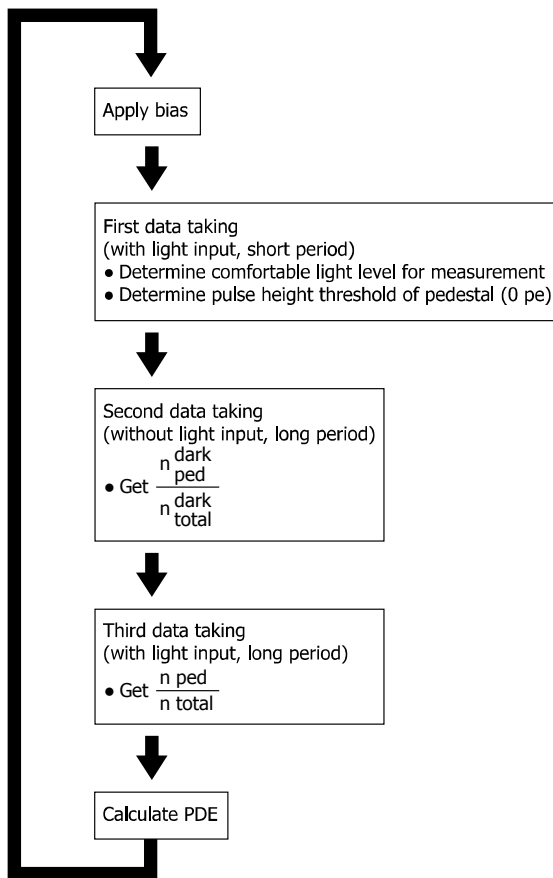 Apply bias
First data taking
(with light input, short period)
● Determine comfortable light level for measurement
● Determine pulse height threshold of pedestal (0 pe)
Second data taking
(without light input, long period)
● Get n dark ped / n dark total
Third data taking
(with light input, long period)
● Get n ped / n total
Calculate PDE